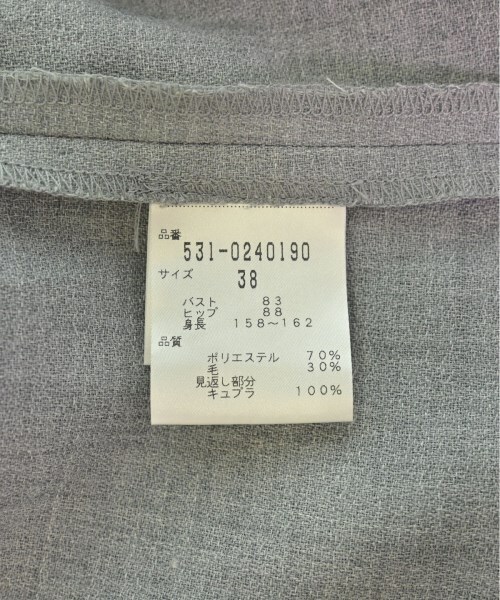 品番
531-0240190
サイズ
38
バスト 83
ヒップ 88
身長 158～162
品質
ポリエステル 70%
毛 30%
見返し部分
キュプラ 100%